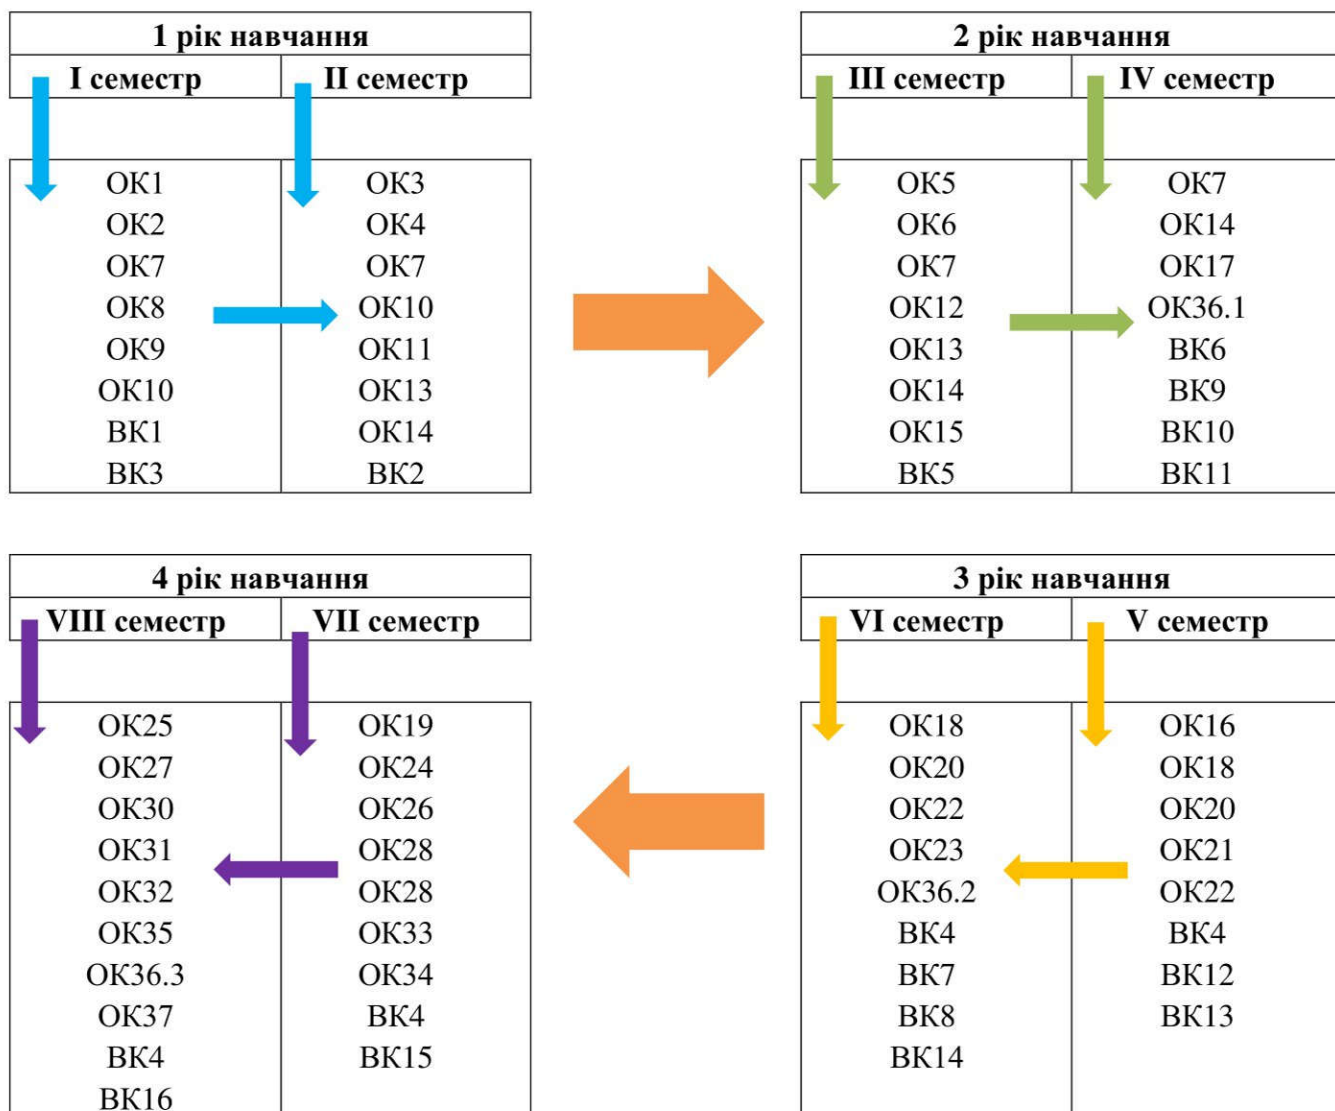 1 рік навчання
I семестр II семестр
ОК1 ОК3
ОК2 ОК4
ОК7 ОК7
ОК8 ОК10
ОК9 ОК11
ОК10 ОК13
ВК1 ОК14
ВК3 ВК2
2 рік навчання
III семестр IV семестр
ОК5 ОК7
ОК6 ОК14
ОК7 ОК17
ОК12 ОК36.1
ОК13 ВК6
ОК14 ВК9
ОК15 ВК10
ВК5 ВК11
4 рік навчання
VIII семестр VII семестр
ОК25 ОК19
ОК27 ОК24
ОК30 ОК26
ОК31 ОК28
ОК32 ОК28
ОК35 ОК33
ОК36.3 ОК34
ОК37 ВК4
ВК4 ВК15
ВК16
3 рік навчання
VI семестр V семестр
ОК18 ОК16
ОК20 ОК18
ОК22 ОК20
ОК23 ОК21
ОК36.2 ОК22
ВК4 ВК4
ВК7 ВК12
ВК8 ВК13
ВК14